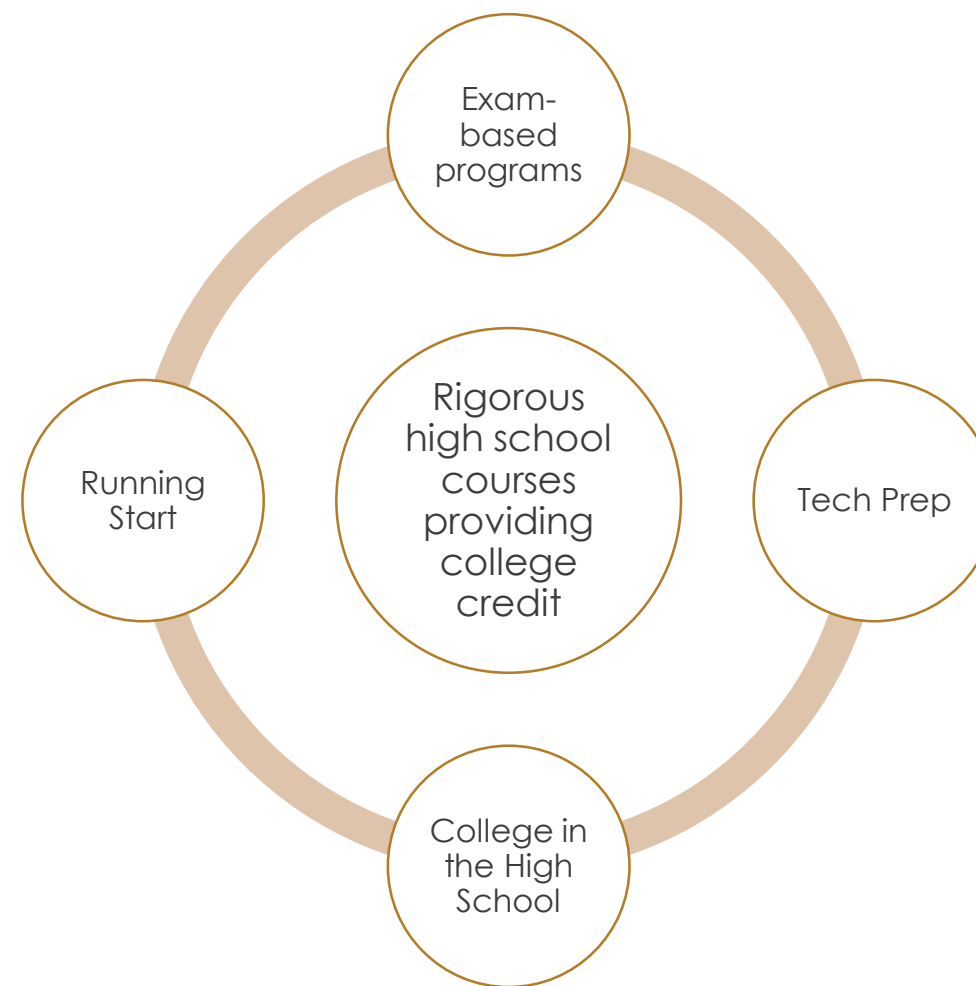 Exam-
based
programs
Rigorous
high school
courses
providing
college
credit
Running
Start
Tech Prep
College in
the High
School